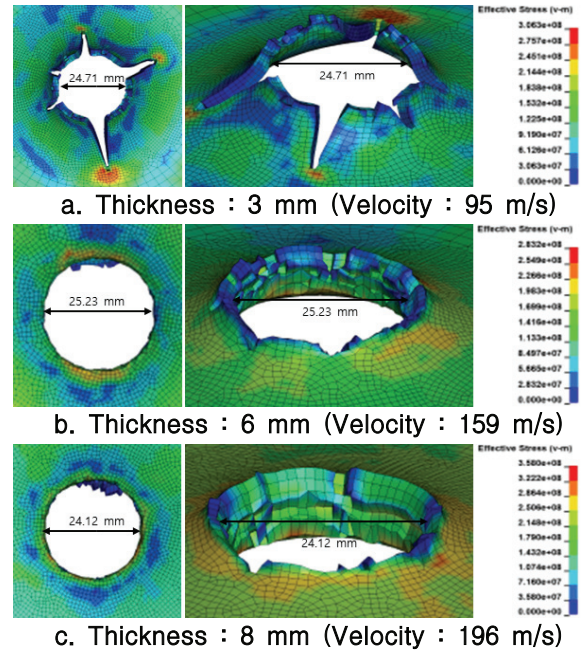 Effective Stress (v-m)
3.063e+08
2.757e+08
2.451e+08
2.144e+08
1.838e+08
1.532e+08
1.225e+08
9.190e+07
6.126e+07
3.063e+07
0.000e+00
24.71 mm
24.71 mm
a. Thickness : 3 mm (Velocity : 95 m/s)
Effective Stress (v-m)
2.832e+08
2.549e+08
2.266e+08
1.983e+08
1.699e+08
1.416e+08
1.133e+08
8.497e+07
5.665e+07
2.832e+07
0.000e+00
25.23 mm
25.23 mm
b. Thickness : 6 mm (Velocity : 159 m/s)
Effective Stress (v-m)
3.580e+08
3.222e+08
2.864e+08
2.506e+08
2.148e+08
1.790e+08
1.432e+08
1.074e+08
7.160e+07
3.580e+07
0.000e+00
24.12 mm
24.12 mm
c. Thickness : 8 mm (Velocity : 196 m/s)